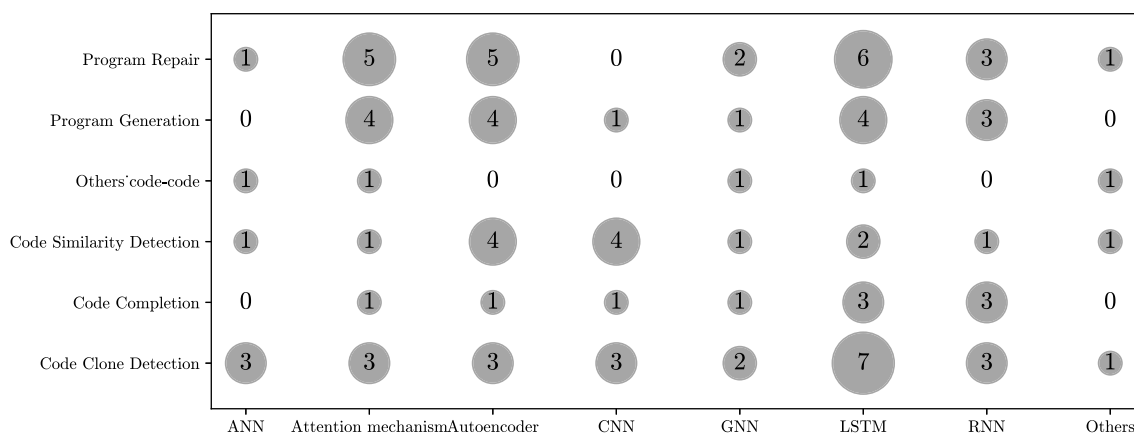 Program Repair 1 5 5 0 2 6 3 1
Program Generation 0 4 4 1 1 4 3 0
Others˙code-code 1 1 0 0 1 1 0 1
Code Similarity Detection 1 1 4 4 1 2 1 1
Code Completion 0 1 1 1 1 3 3 0
Code Clone Detection 3 3 3 3 2 7 3 1
ANN Attention mechanism Autoencoder CNN GNN LSTM RNN Others